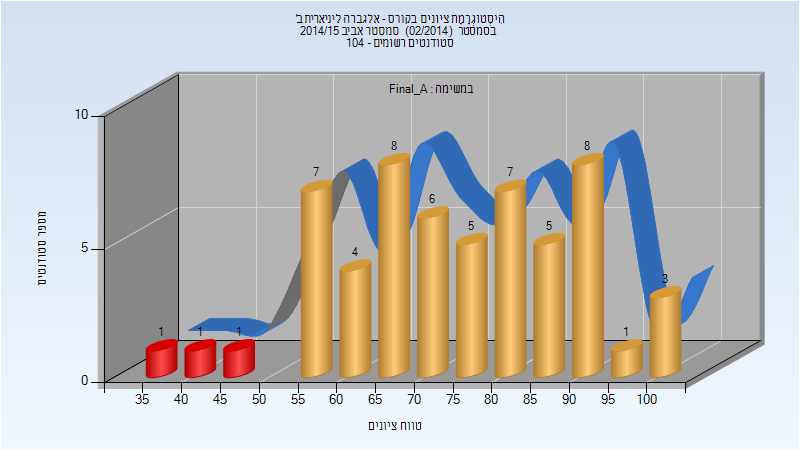 היסטוגרמת ציונים בקורס - אלגברה ליניארית ב'
בסמסטר (02/2014) סמסטר אביב 2014/15
סטודנטים רשומים - 104
במשימה : Final_A
מספר סטודנטים
10
5
0
1 1 1 7 4 8 6 5 7 5 8 1 3
35 40 45 50 55 60 65 70 75 80 85 90 95 100
טווח ציונים